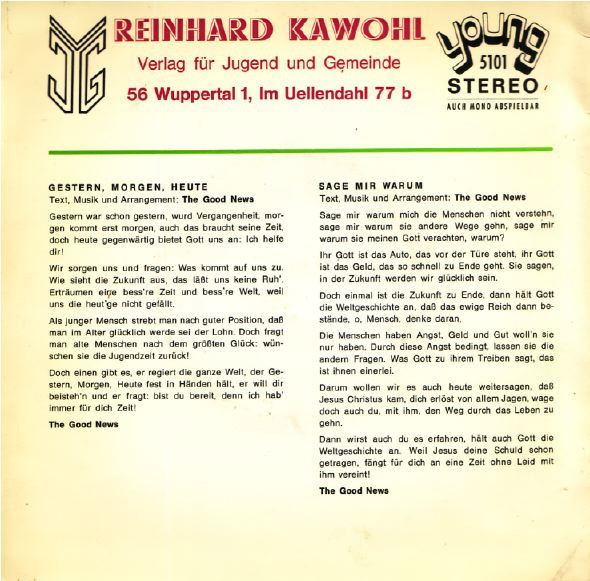 REINHARD KAWOHL
Verlag für Jugend und Gemeinde
56 Wuppertal 1, Im Uellendahl 77 b
young
5101
STEREO
AUCH MONO ABSPIELBAR
GESTERN, MORGEN, HEUTE
Text, Musik und Arrangement: The Good News
Gestern war schon gestern, wurd Vergangenheit, mor-
gen kommt erst morgen, auch das braucht seine Zeit,
doch heute gegenwärtig bietet Gott uns an: Ich helfe
dir!
Wir sorgen uns und fragen: Was kommt auf uns zu.
Wie sieht die Zukunft aus, das läßt uns keine Ruh'.
Erträumen eine bess're Zeit und bess're Welt, weil
uns die heut'ge nicht gefällt.
Als junger Mensch strebt man nach guter Position, daß
man im Alter glücklich werde sei der Lohn. Doch fragt
man alte Menschen nach dem größten Glück: wün-
schen sie die Jugendzeit zurück!
Doch einen gibt es, er regiert die ganze Welt, der Ge-
stern, Morgen, Heute fest in Händen hält, er will dir
beisteh'n und er fragt: bist du bereit, denn ich hab'
immer für dich Zeit!
The Good News
SAGE MIR WARUM
Text, Musik und Arrangement: The Good News
Sage mir warum mich die Menschen nicht verstehn,
sage mir warum sie andere Wege gehn, sage mir
warum sie meinen Gott verachten, warum?
Ihr Gott ist das Auto, das vor der Türe steht, ihr Gott
ist das Geld, das so schnell zu Ende geht. Sie sagen,
in der Zukunft werden wir glücklich sein.
Doch einmal ist die Zukunft zu Ende, dann hält Gott
die Weltgeschichte an, daß das ewige Reich dann be-
stände, o, Mensch, denke daran.
Die Menschen haben Angst, Geld und Gut woll'n sie
nur haben. Durch diese Angst bedingt, lassen sie die
andern Fragen. Was Gott zu ihrem Treiben sagt, das
ist ihnen einerlei.
Darum wollen wir es auch heute weitersagen, daß
Jesus Christus kam, dich erlöst von allem Jagen, wage
doch auch du, mit ihm, den Weg durch das Leben zu
gehn.
Dann wirst auch du es erfahren, hält auch Gott die
Weltgeschichte an. Weil Jesus deine Schuld schon
getragen, fängt für dich an eine Zeit ohne Leid mit
ihm vereint!
The Good News